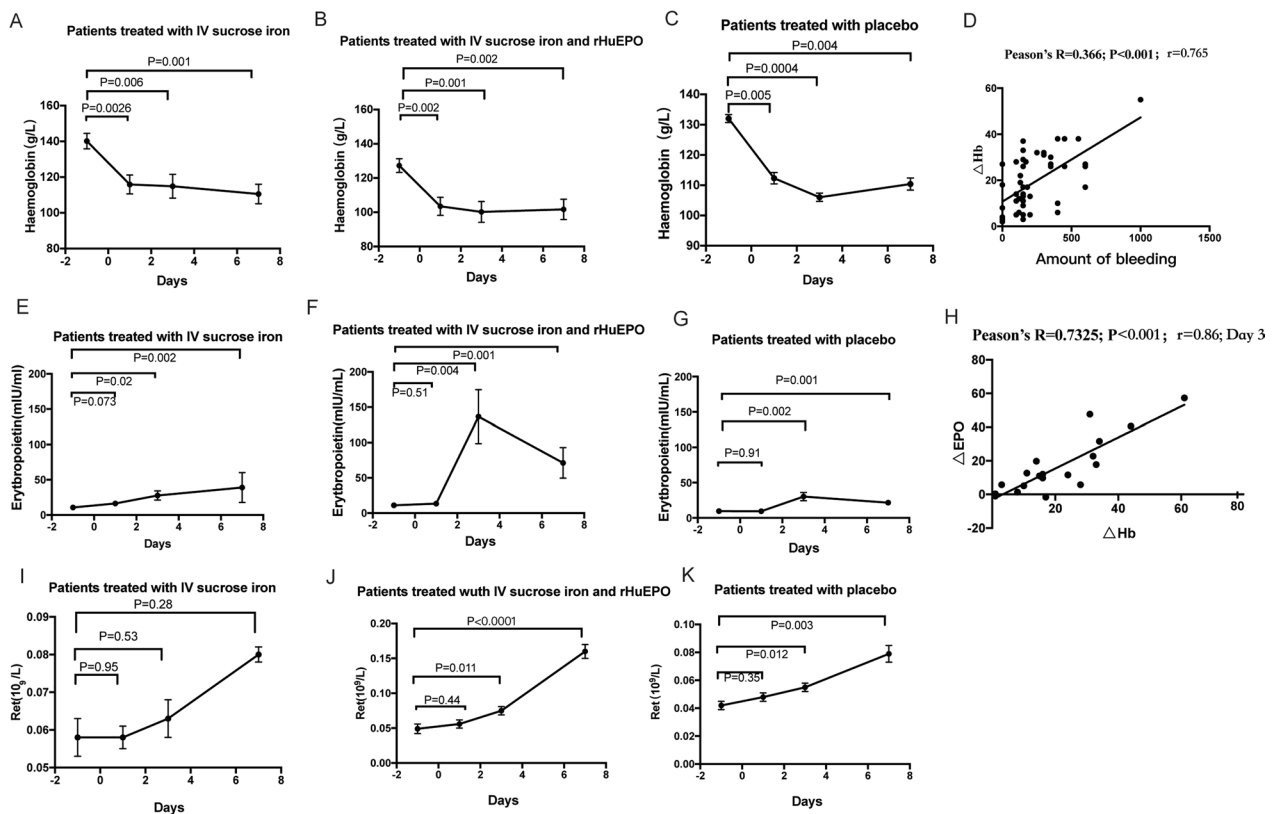 A
Patients treated with IV sucrose iron
P=0.001
P=0.006
P=0.0026
Haemoglobin (g/L)
160
140
120
100
80
-2 0 2 4 6 8
Days
B
Patients treated with IV sucrose iron and rHuEPO
P=0.002
P=0.001
P=0.002
Haemoglobin (g/L)
160
140
120
100
80
-2 0 2 4 6 8
Days
C
Patients treated with placebo
P=0.004
P=0.0004
P=0.005
Haemoglobin (g/L)
140
130
120
110
100
90
-2 0 2 4 6 8
Days
D
Peason's R=0.366; P<0.001; r=0.765
△Hb
60
40
20
0
0 500 1000 1500
Amount of bleeding
E
Patients treated with IV sucrose iron
P=0.002
P=0.02
P=0.073
Erytbropoietin(mIU/ml)
200
150
100
50
0
-2 0 2 4 6 8
Days
F
Patients treated with IV sucrose iron and rHuEPO
P=0.001
P=0.004
P=0.51
Erytbropoietin(mIU/mL)
200
150
100
50
0
-2 0 2 4 6 8
Days
G
Patients treated with placebo
P=0.001
P=0.002
P=0.91
Erytbropoietin(mIU/mL)
200
150
100
50
0
-2 0 2 4 6 8
Days
H
Peason's R=0.7325; P<0.001; r=0.86; Day 3
△EPO
80
60
40
20
0
-20
20 40 60 80
△Hb
I
Patients treated with IV sucrose iron
P=0.28
P=0.53
P=0.95
Ret(10⁹/L)
0.09
0.08
0.07
0.06
0.05
-2 0 2 4 6 8
Days
J
Patients treated wuth IV sucrose iron and rHuEPO
P<0.0001
P=0.011
P=0.44
Ret(10⁹/L)
0.20
0.15
0.10
0.05
0.00
-2 0 2 4 6 8
Days
K
Patients treated with placebo
P=0.003
P=0.012
P=0.35
Ret (10⁹/L)
0.10
0.08
0.06
0.04
0.02
0.00
-2 0 2 4 6 8
Days